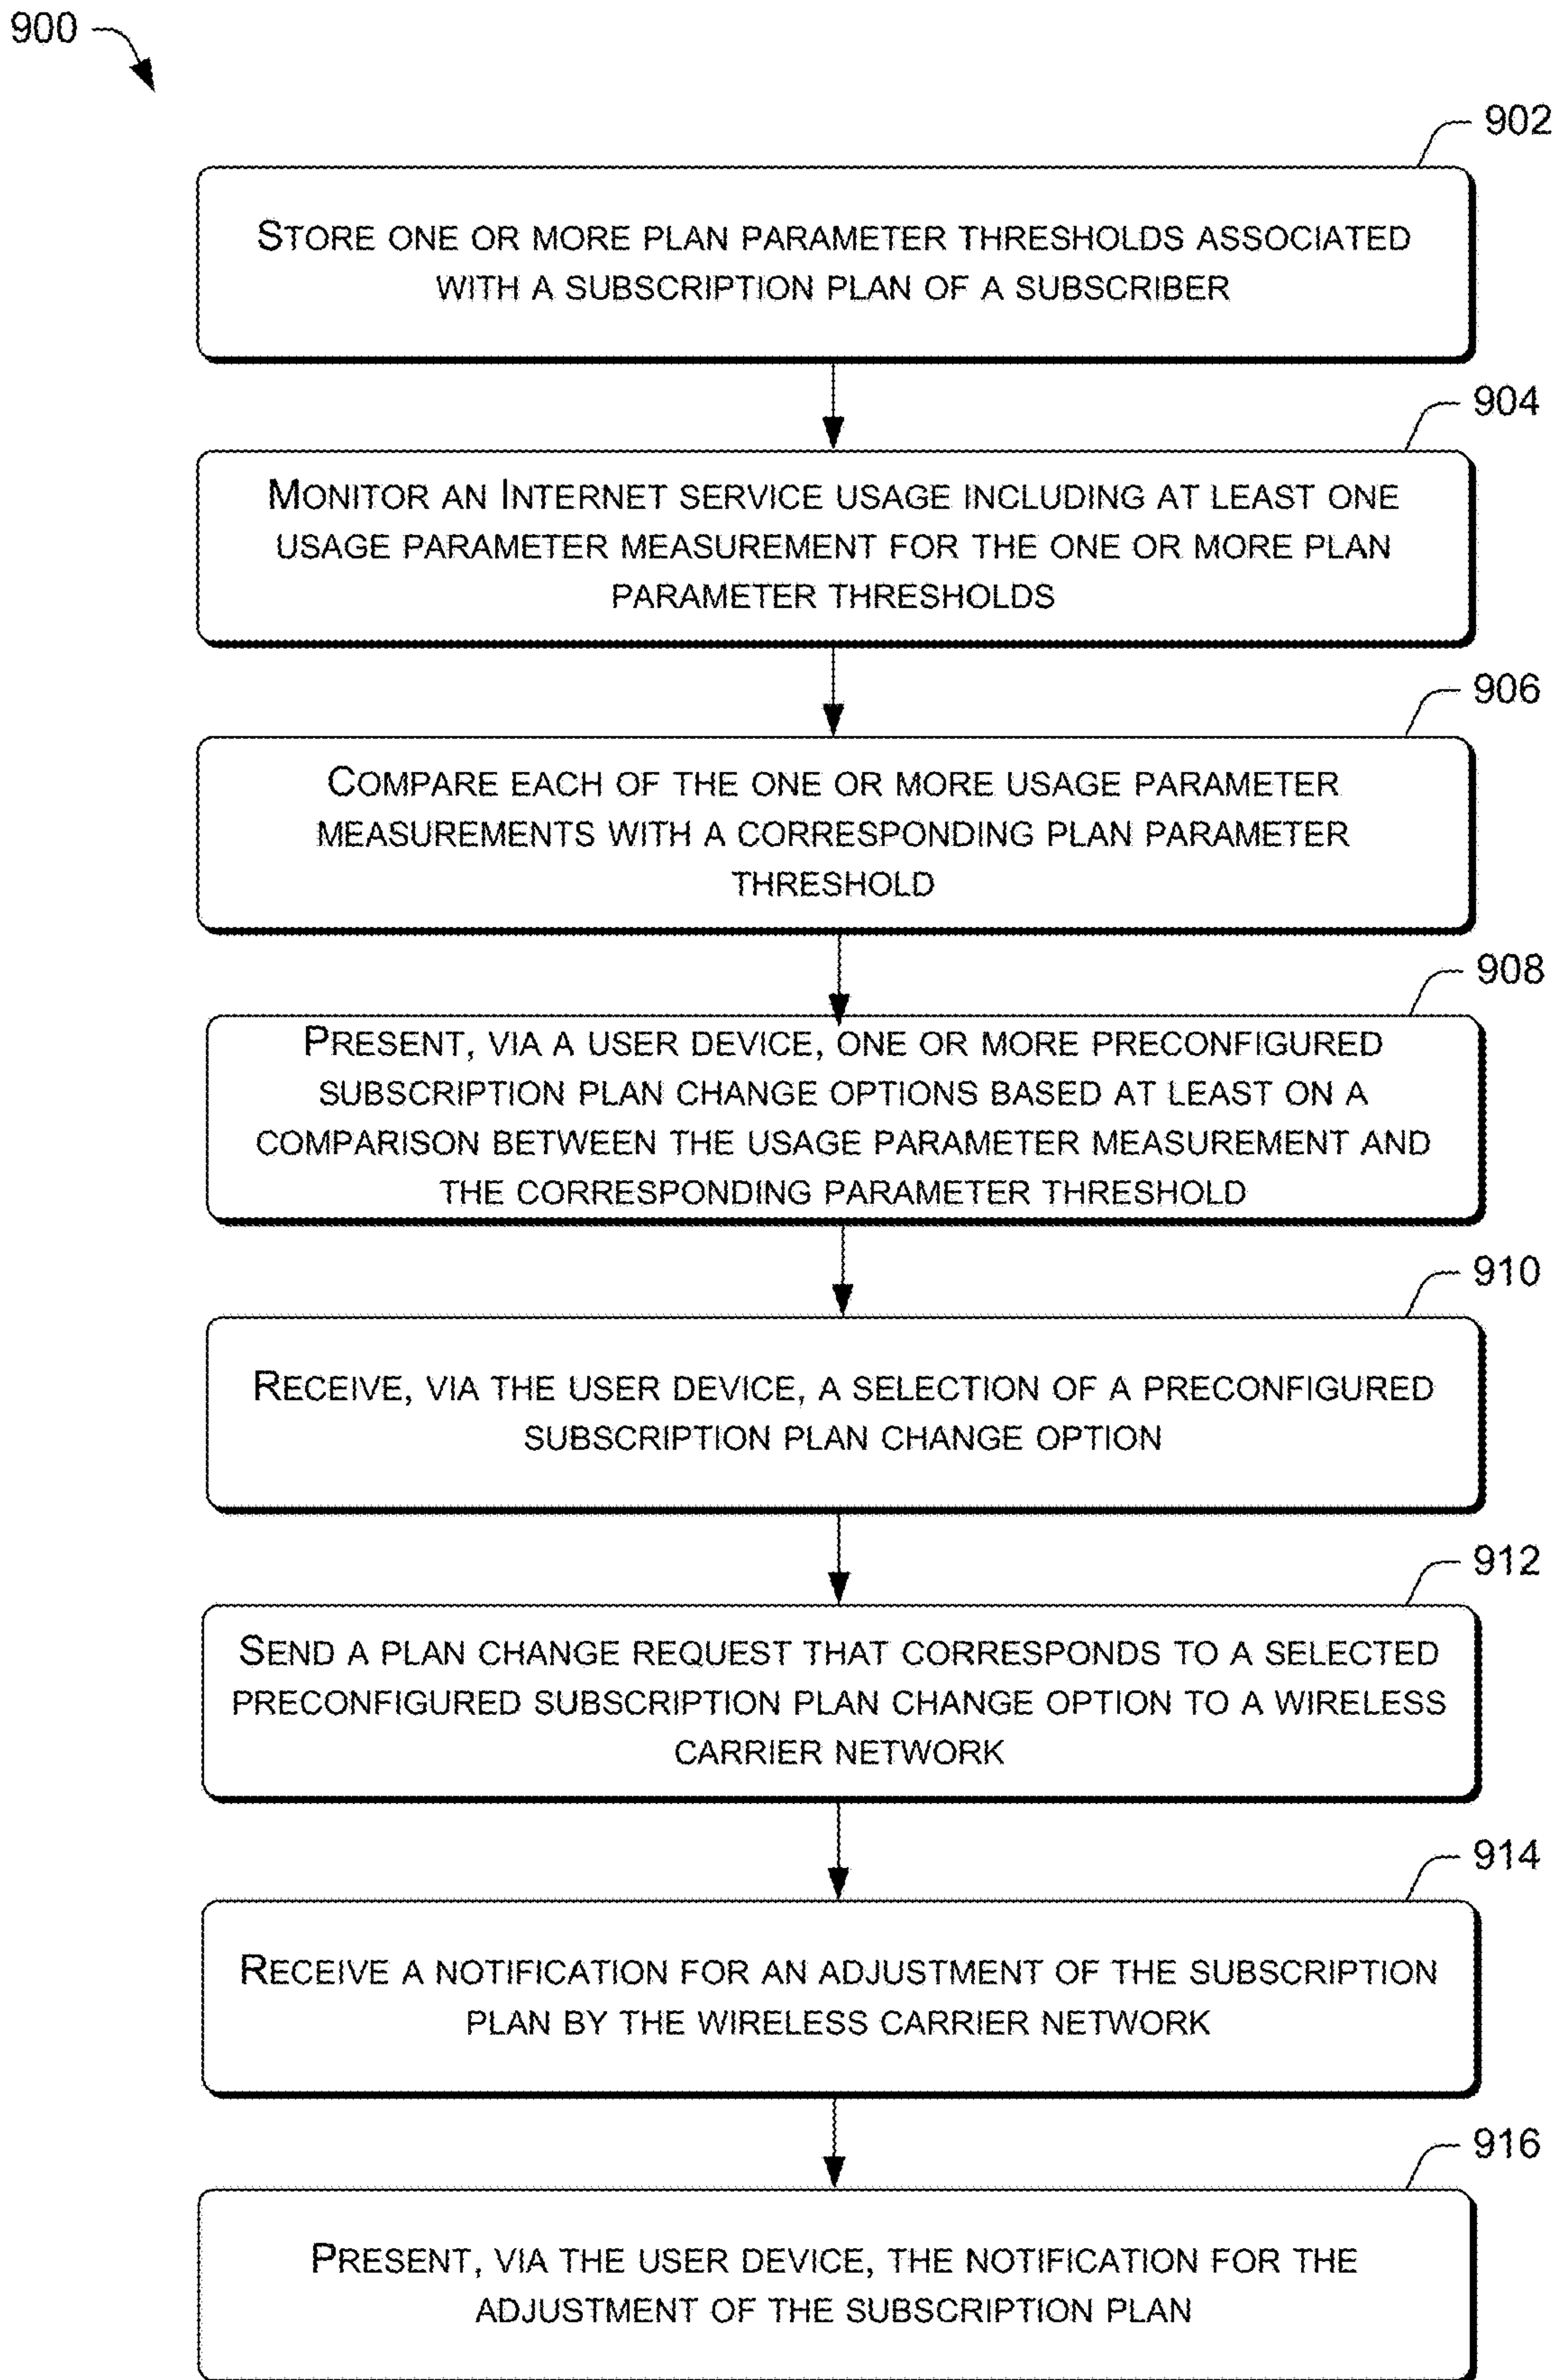 900
902
STORE ONE OR MORE PLAN PARAMETER THRESHOLDS ASSOCIATED
WITH A SUBSCRIPTION PLAN OF A SUBSCRIBER
904
MONITOR AN INTERNET SERVICE USAGE INCLUDING AT LEAST ONE
USAGE PARAMETER MEASUREMENT FOR THE ONE OR MORE PLAN
PARAMETER THRESHOLDS
906
COMPARE EACH OF THE ONE OR MORE USAGE PARAMETER
MEASUREMENTS WITH A CORRESPONDING PLAN PARAMETER
THRESHOLD
908
PRESENT, VIA A USER DEVICE, ONE OR MORE PRECONFIGURED
SUBSCRIPTION PLAN CHANGE OPTIONS BASED AT LEAST ON A
COMPARISON BETWEEN THE USAGE PARAMETER MEASUREMENT AND
THE CORRESPONDING PARAMETER THRESHOLD
910
RECEIVE, VIA THE USER DEVICE, A SELECTION OF A PRECONFIGURED
SUBSCRIPTION PLAN CHANGE OPTION
912
SEND A PLAN CHANGE REQUEST THAT CORRESPONDS TO A SELECTED
PRECONFIGURED SUBSCRIPTION PLAN CHANGE OPTION TO A WIRELESS
CARRIER NETWORK
914
RECEIVE A NOTIFICATION FOR AN ADJUSTMENT OF THE SUBSCRIPTION
PLAN BY THE WIRELESS CARRIER NETWORK
916
PRESENT, VIA THE USER DEVICE, THE NOTIFICATION FOR THE
ADJUSTMENT OF THE SUBSCRIPTION PLAN